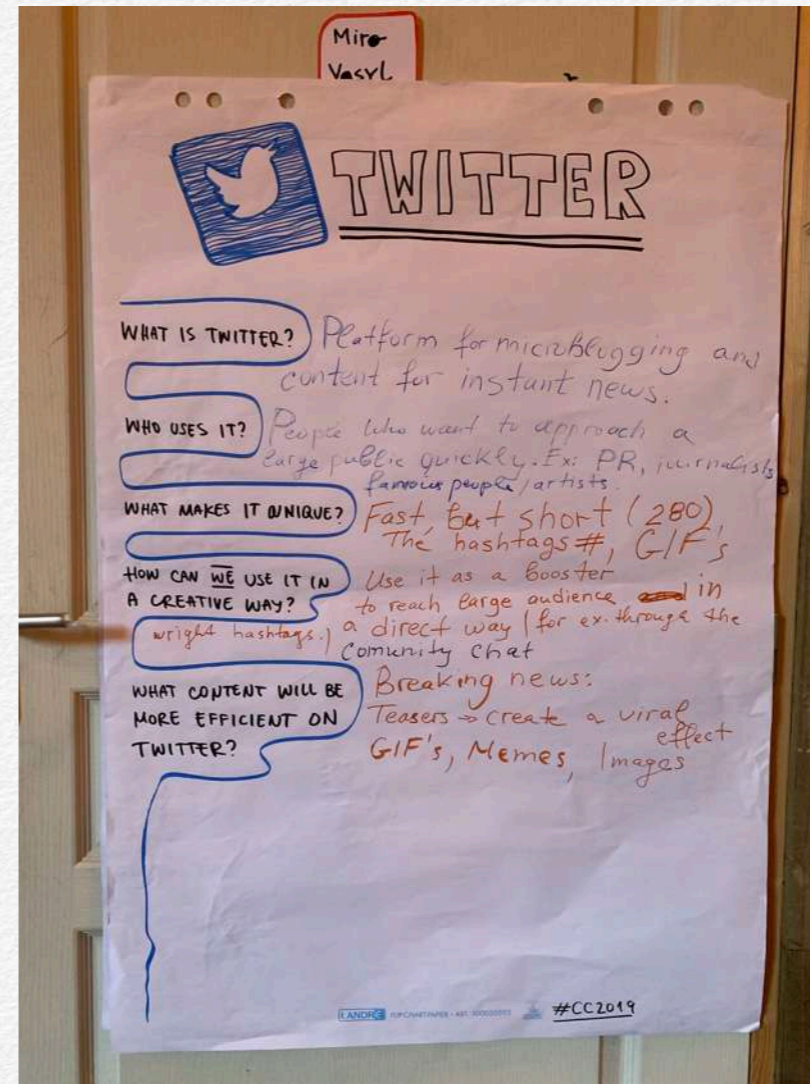 Miro
Vasyl
TWITTER
WHAT IS TWITTER?
Platform for microblogging and
content for instant news.
WHO USES IT?
People who want to approach a
large public quickly. Ex: PR, journalists
famous people/artists.
WHAT MAKES IT UNIQUE?
Fast, but short (280),
The hashtags #, GIF's
HOW CAN WE USE IT IN
A CREATIVE WAY?
Use it as a booster
to reach large audience in
a direct way (for ex. through the
wright hashtags.)
Comunity chat
WHAT CONTENT WILL BE
MORE EFFICIENT ON
TWITTER?
Breaking news:
Teasers → create a viral
effect
GIF's, Memes, Images
LANDRÉ FLIPCHARTPAPER
#CC2019